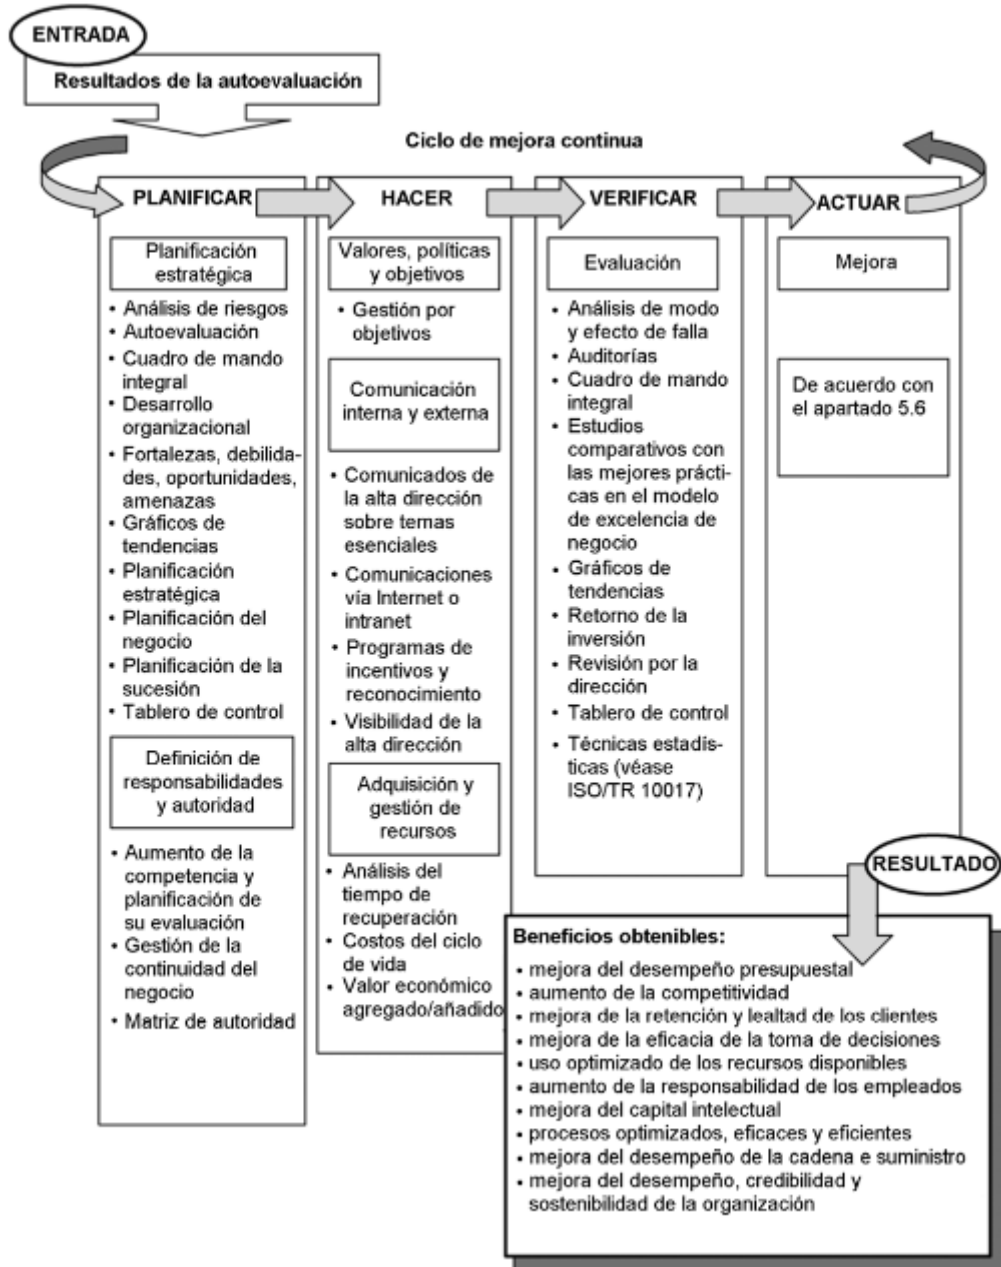 ENTRADA
Resultados de la autoevaluación
Ciclo de mejora continua
PLANIFICAR
Planificación
estratégica
• Análisis de riesgos
• Autoevaluación
• Cuadro de mando
integral
• Desarrollo
organizacional
• Fortalezas, debilida-
des, oportunidades,
amenazas
• Gráficos de
tendencias
• Planificación
estratégica
• Planificación del
negocio
• Planificación de la
sucesión
• Tablero de control
Definición de
responsabilidades
y autoridad
• Aumento de la
competencia y
planificación de
su evaluación
• Gestión de la
continuidad del
negocio
• Matriz de autoridad
HACER
Valores, políticas
y objetivos
• Gestión por
objetivos
Comunicación
interna y externa
• Comunicados de
la alta dirección
sobre temas
esenciales
• Comunicaciones
vía Internet o
intranet
• Programas de
incentivos y
reconocimiento
• Visibilidad de la
alta dirección
Adquisición y
gestión de
recursos
• Análisis del
tiempo de
recuperación
• Costos del ciclo
de vida
• Valor económico
agregado/añadido
VERIFICAR
Evaluación
• Análisis de modo
y efecto de falla
• Auditorías
• Cuadro de mando
integral
• Estudios
comparativos con
las mejores prácti-
cas en el modelo
de excelencia de
negocio
• Gráficos de
tendencias
• Retorno de la
inversión
• Revisión por la
dirección
• Tablero de control
• Técnicas estadís-
ticas (véase
ISO/TR 10017)
ACTUAR
Mejora
De acuerdo con
el apartado 5.6
RESULTADO
Beneficios obtenibles:
• mejora del desempeño presupuestal
• aumento de la competitividad
• mejora de la retención y lealtad de los clientes
• mejora de la eficacia de la toma de decisiones
• uso optimizado de los recursos disponibles
• aumento de la responsabilidad de los empleados
• mejora del capital intelectual
• procesos optimizados, eficaces y eficientes
• mejora del desempeño de la cadena e suministro
• mejora del desempeño, credibilidad y
sostenibilidad de la organización